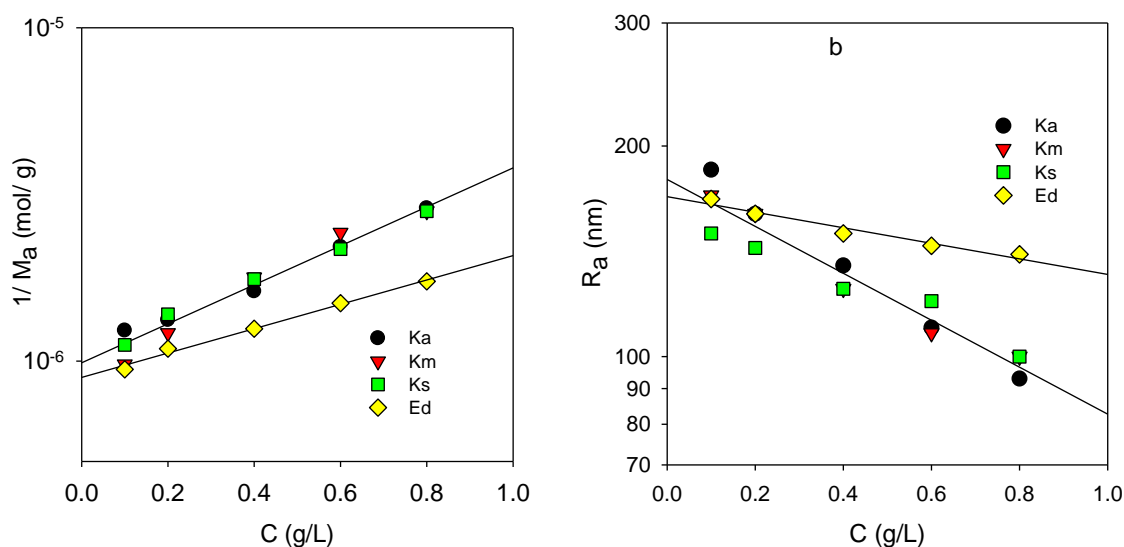 10⁻⁵
10⁻⁶
1/ Mₐ (mol/ g)
Ka
Km
Ks
Ed
0.0 0.2 0.4 0.6 0.8 1.0
C (g/L)
b
300
200
100
90
80
70
Rₐ (nm)
Ka
Km
Ks
Ed
0.0 0.2 0.4 0.6 0.8 1.0
C (g/L)